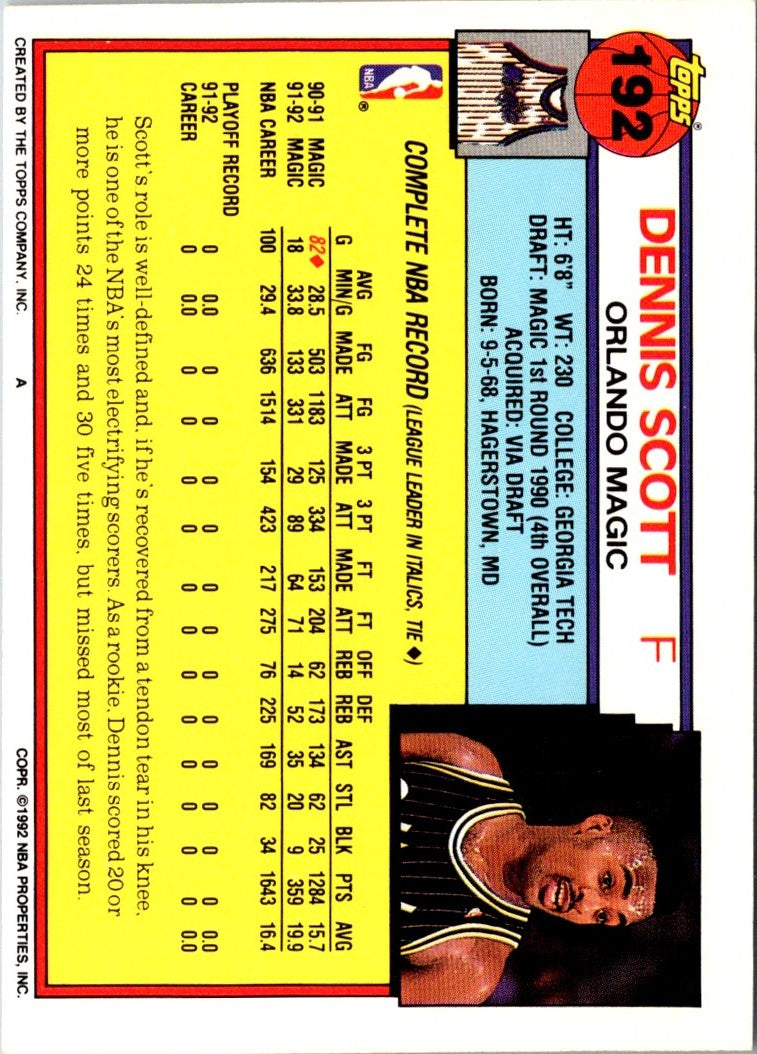 Topps®
192
DENNIS SCOTT F
ORLANDO MAGIC
HT: 6'8" WT: 230 COLLEGE: GEORGIA TECH
DRAFT: MAGIC 1st ROUND 1990 (4th OVERALL)
ACQUIRED: VIA DRAFT
BORN: 9-5-68, HAGERSTOWN, MD
NBA ®
COMPLETE NBA RECORD (LEAGUE LEADER IN ITALICS, TIE ◆)
AVG FG FG 3 PT 3 PT FT FT OFF DEF
G MIN/G MADE ATT MADE ATT MADE ATT REB REB AST STL BLK PTS AVG
90-91 MAGIC 82◆ 28.5 503 1183 125 334 153 204 62 173 134 62 25 1284 15.7
91-92 MAGIC 18 33.8 133 331 29 89 64 71 14 52 35 20 9 359 19.9
NBA CAREER 100 29.4 636 1514 154 423 217 275 76 225 169 82 34 1643 16.4
PLAYOFF RECORD
91-92 0 0.0 0 0 0 0 0 0 0 0 0 0 0 0 0.0
CAREER 0 0.0 0 0 0 0 0 0 0 0 0 0 0 0 0.0
Scott's role is well-defined and, if he's recovered from a tendon tear in his knee,
he is one of the NBA's most electrifying scorers. As a rookie, Dennis scored 20 or
more points 24 times and 30 five times, but missed most of last season.
CREATED BY THE TOPPS COMPANY, INC. A COPR. ©1992 NBA PROPERTIES, INC.